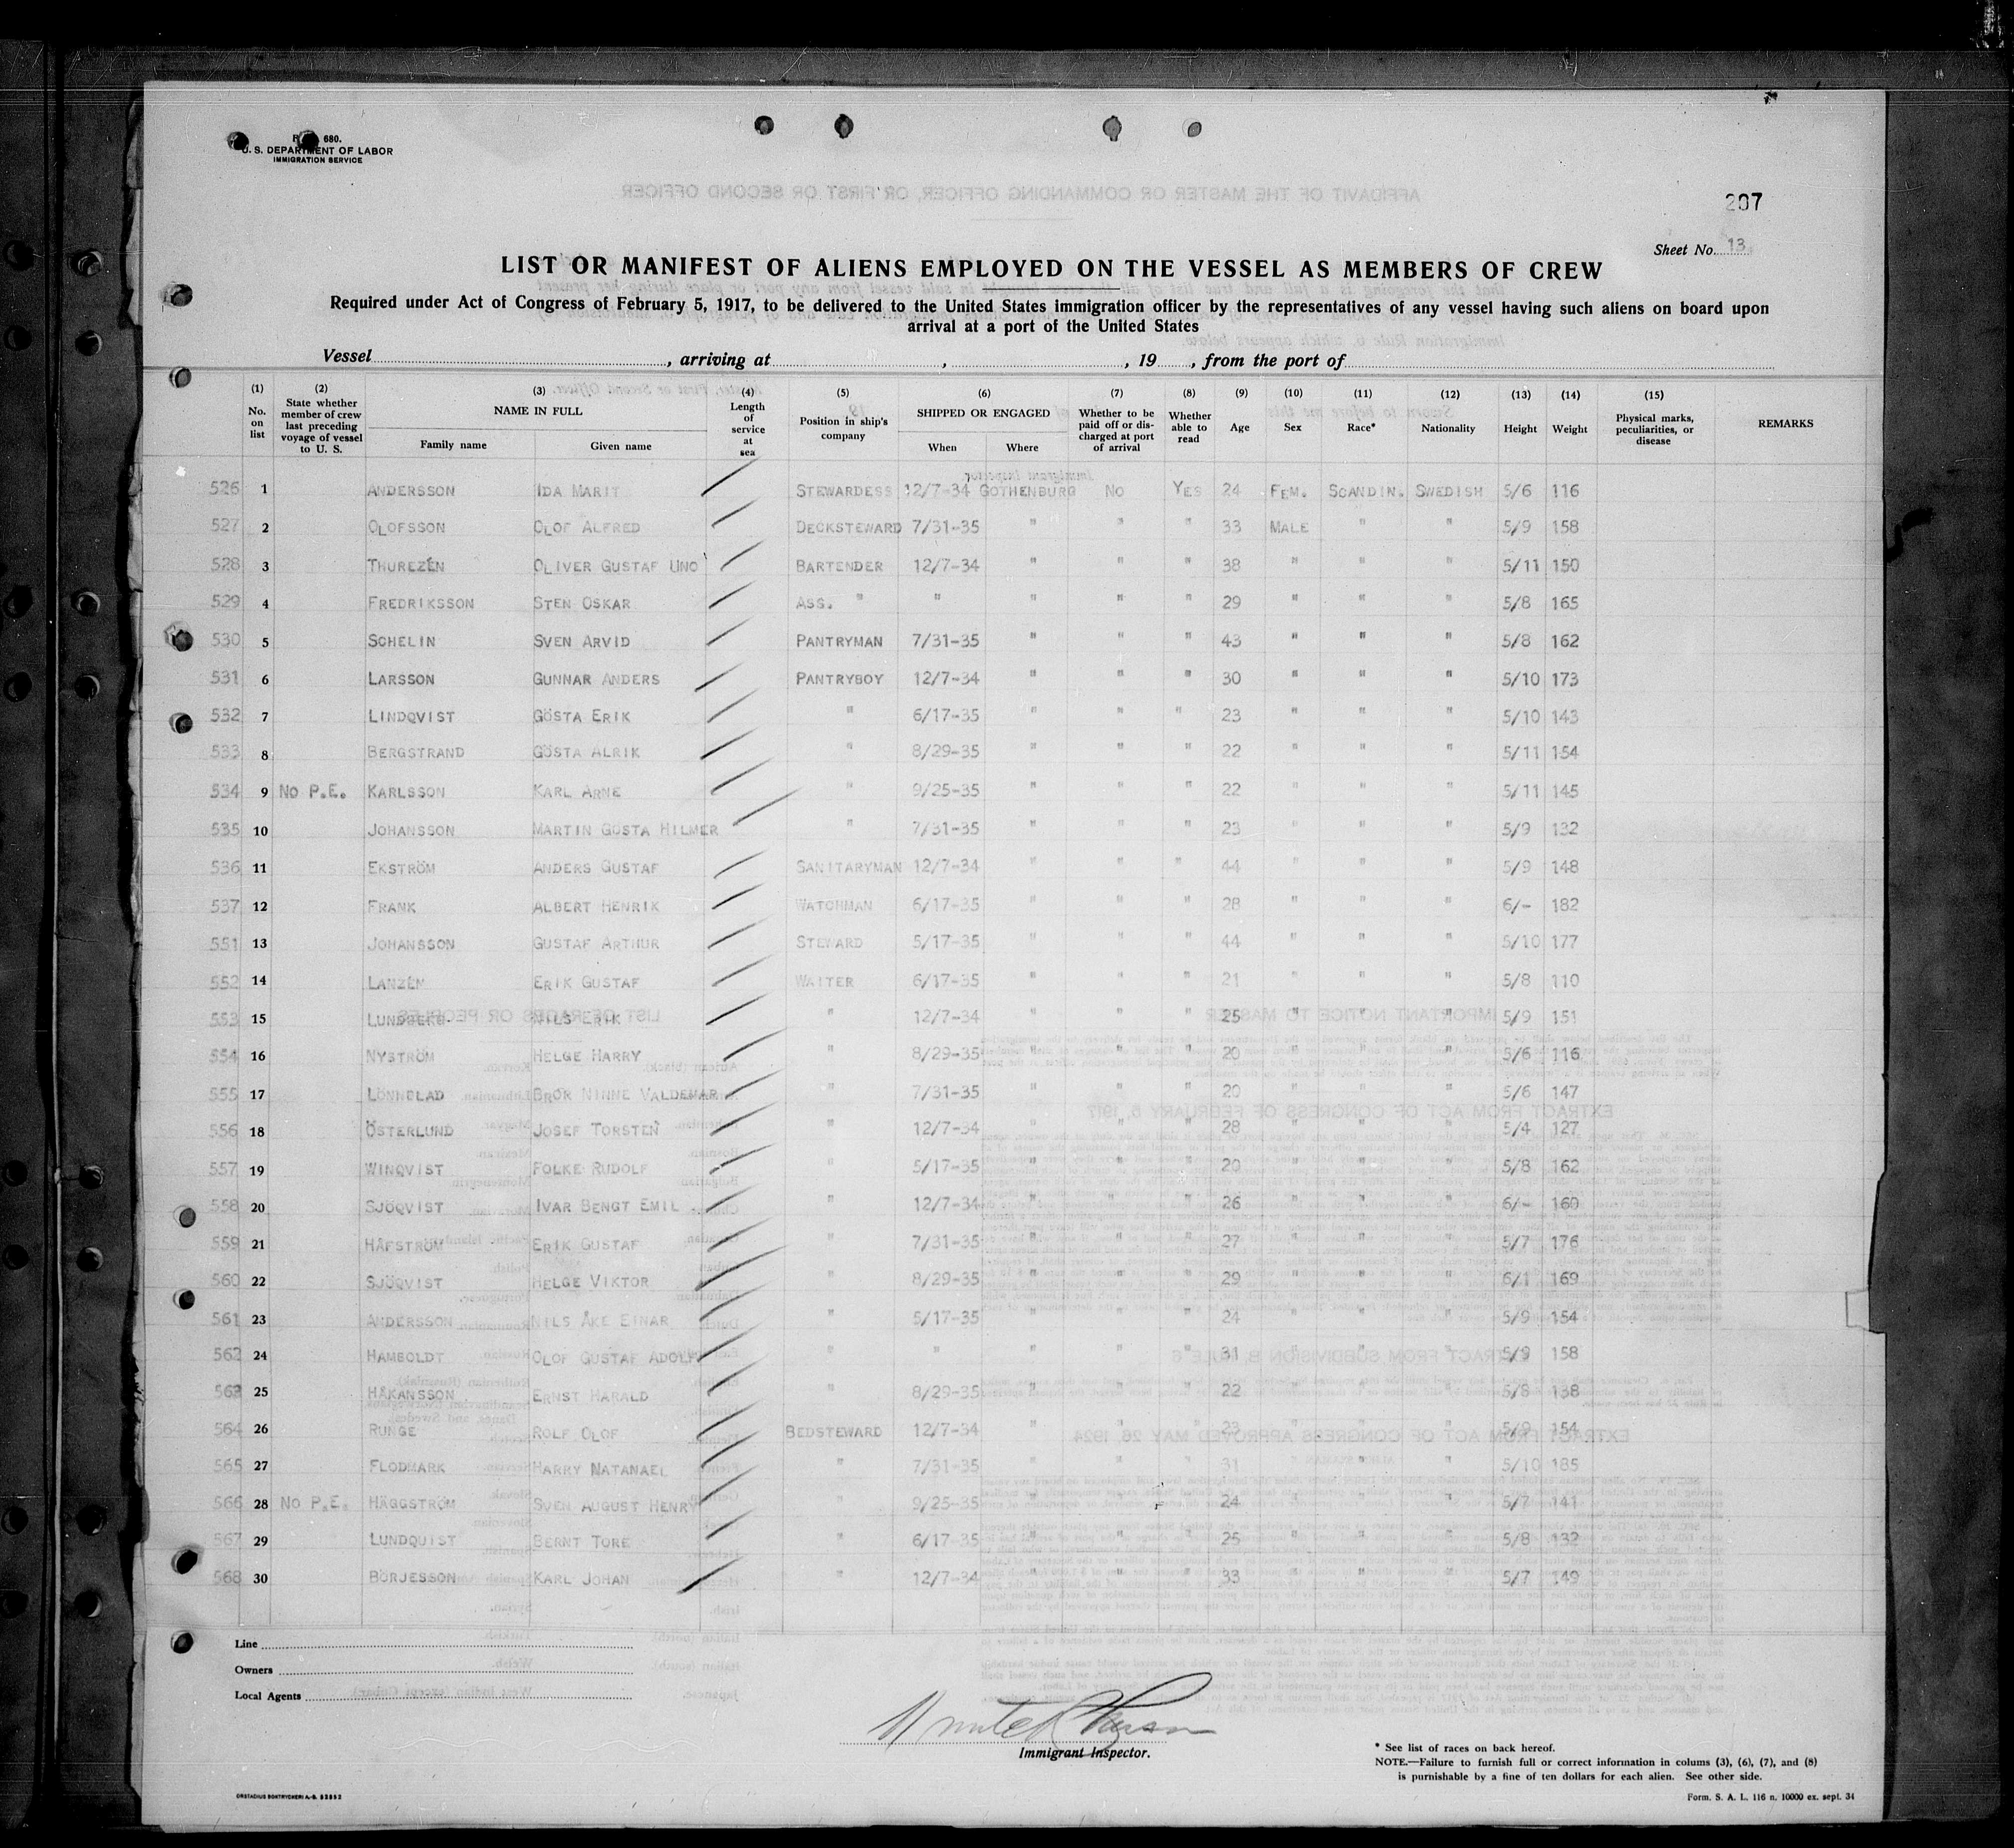 207
680.
U. S. DEPARTMENT OF LABOR
IMMIGRATION SERVICE
Sheet No. 13
LIST OR MANIFEST OF ALIENS EMPLOYED ON THE VESSEL AS MEMBERS OF CREW
Required under Act of Congress of February 5, 1917, to be delivered to the United States immigration officer by the representatives of any vessel having such aliens on board upon
arrival at a port of the United States
Vessel , arriving at , , 19 , from the port of
(1) No. on list (2) State whether member of crew last preceding voyage of vessel to U. S. (3) NAME IN FULL Family name Given name (4) Length of service at sea (5) Position in ship's company (6) SHIPPED OR ENGAGED When Where (7) Whether to be paid off or discharged at port of arrival (8) Whether able to read (9) Age (10) Sex (11) Race* (12) Nationality (13) Height (14) Weight (15) Physical marks, peculiarities, or disease REMARKS
526 1 ANDERSSON IDA MARIT STEWARDESS 12/7-34 GOTHENBURG NO YES 24 FEM. SCANDIN. SWEDISH 5/6 116
527 2 OLOFSSON OLOF ALFRED DECKSTEWARD 7/31-35 " " " 33 MALE " " 5/9 158
528 3 THUREZÉN OLIVER GUSTAF UNO BARTENDER 12/7-34 " " " 38 " " " 5/11 150
529 4 FREDRIKSSON STEN OSKAR ASS. " " " " " 29 " " " 5/8 165
530 5 SCHELIN SVEN ARVID PANTRYMAN 7/31-35 " " " 43 " " " 5/8 162
531 6 LARSSON GUNNAR ANDERS PANTRYBOY 12/7-34 " " " 30 " " " 5/10 173
532 7 LINDQVIST GÖSTA ERIK " 6/17-35 " " " 23 " " " 5/10 143
533 8 BERGSTRAND GÖSTA ALRIK " 8/29-35 " " " 22 " " " 5/11 154
534 9 NO P.E. KARLSSON KARL ARNE " 9/25-35 " " " 22 " " " 5/11 145
535 10 JOHANSSON MARTIN GÖSTA HILMER " 7/31-35 " " " 23 " " " 5/9 132
536 11 EKSTRÖM ANDERS GUSTAF SANITARYMAN 12/7-34 " " " 44 " " " 5/9 148
537 12 FRANK ALBERT HENRIK WATCHMAN 6/17-35 " " " 28 " " " 6/- 182
551 13 JOHANSSON GUSTAF ARTHUR STEWARD 5/17-35 " " " 44 " " " 5/10 177
552 14 LANZÉN ERIK GUSTAF WAITER 6/17-35 " " " 21 " " " 5/8 110
553 15 LUNDBERG NILS ERIK " 12/7-34 " " " 25 " " " 5/9 151
554 16 NYSTRÖM HELGE HARRY " 8/29-35 " " " 20 " " " 5/6 116
555 17 LÖNNBLAD BROR NINNE VALDEMAR " 7/31-35 " " " 20 " " " 5/6 147
556 18 ÖSTERLUND JOSEF TORSTEN " 12/7-34 " " " 28 " " " 5/4 127
557 19 WINQVIST FOLKE RUDOLF " 5/17-35 " " " 20 " " " 5/8 162
558 20 SJÖQVIST IVAR BENGT EMIL " 12/7-34 " " " 26 " " " 6/- 160
559 21 HÄFSTRÖM ERIK GUSTAF " 7/31-35 " " " 27 " " " 5/7 176
560 22 SJÖQVIST HELGE VIKTOR " 8/29-35 " " " 29 " " " 6/1 169
561 23 ANDERSSON NILS ÅKE EINAR " 5/17-35 " " " 24 " " " 5/9 154
562 24 HAMBOLDT OLOF GUSTAF ADOLF " " " " " 31 " " " 5/9 158
563 25 HÅKANSSON ERNST HARALD " 8/29-35 " " " 22 " " " 5/8 138
564 26 RUNGE ROLF OLOF BEDSTEWARD 12/7-34 " " " 23 " " " 5/9 154
565 27 FLODMARK HARRY NATANAEL " 7/31-35 " " " 31 " " " 5/10 185
566 28 NO P.E. HÄGGSTRÖM SVEN AUGUST HENRY " 9/25-35 " " " 24 " " " 5/7 141
567 29 LUNDQUIST BERNT TORE " 6/17-35 " " " 25 " " " 5/8 132
568 30 BÖRJESSON KARL JOHAN " 12/7-34 " " " 33 " " " 5/7 149
Line
Owners
Local Agents
Immigrant Inspector.
* See list of races on back hereof.
NOTE.—Failure to furnish full or correct information in colums (3), (6), (7), and (8)
is purnishable by a fine of ten dollars for each alien. See other side.
Form. S. A. L. 116 n. 10000 ex. sept. 34